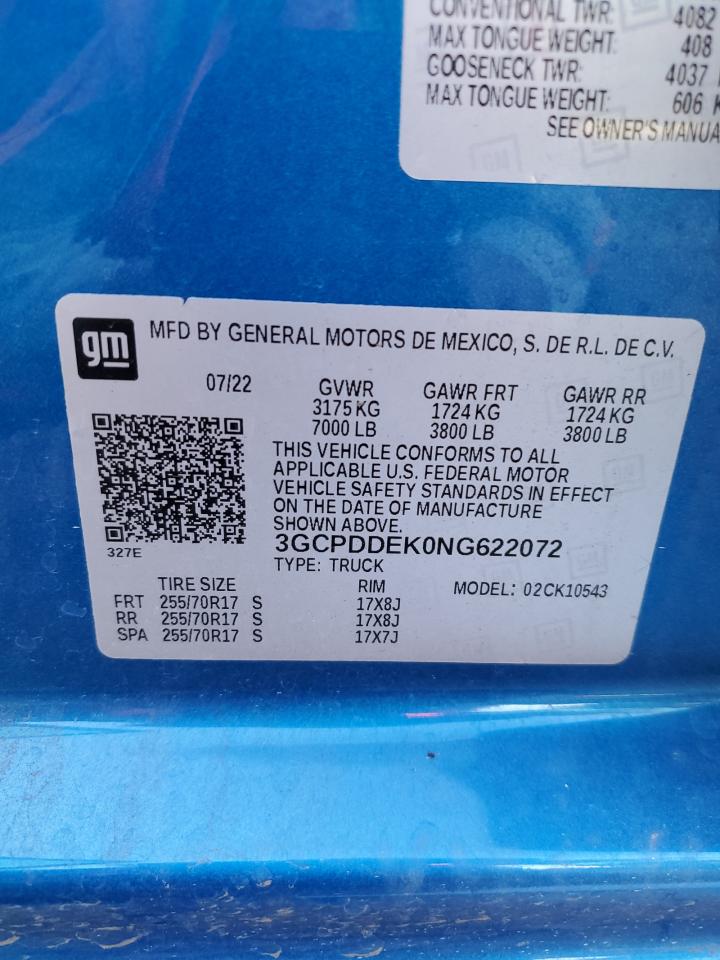 CONVENTIONAL TWR: 4082
MAX TONGUE WEIGHT: 408
GOOSENECK TWR: 4037
MAX TONGUE WEIGHT: 606 K
SEE OWNER'S MANUA
gm MFD BY GENERAL MOTORS DE MEXICO, S. DE R.L. DE C.V.
07/22 GVWR GAWR FRT GAWR RR
3175 KG 1724 KG 1724 KG
7000 LB 3800 LB 3800 LB
THIS VEHICLE CONFORMS TO ALL
APPLICABLE U.S. FEDERAL MOTOR
VEHICLE SAFETY STANDARDS IN EFFECT
ON THE DATE OF MANUFACTURE
SHOWN ABOVE.
327E
3GCPDDEK0NG622072
TYPE: TRUCK
TIRE SIZE RIM MODEL: 02CK10543
FRT 255/70R17 S 17X8J
RR 255/70R17 S 17X8J
SPA 255/70R17 S 17X7J